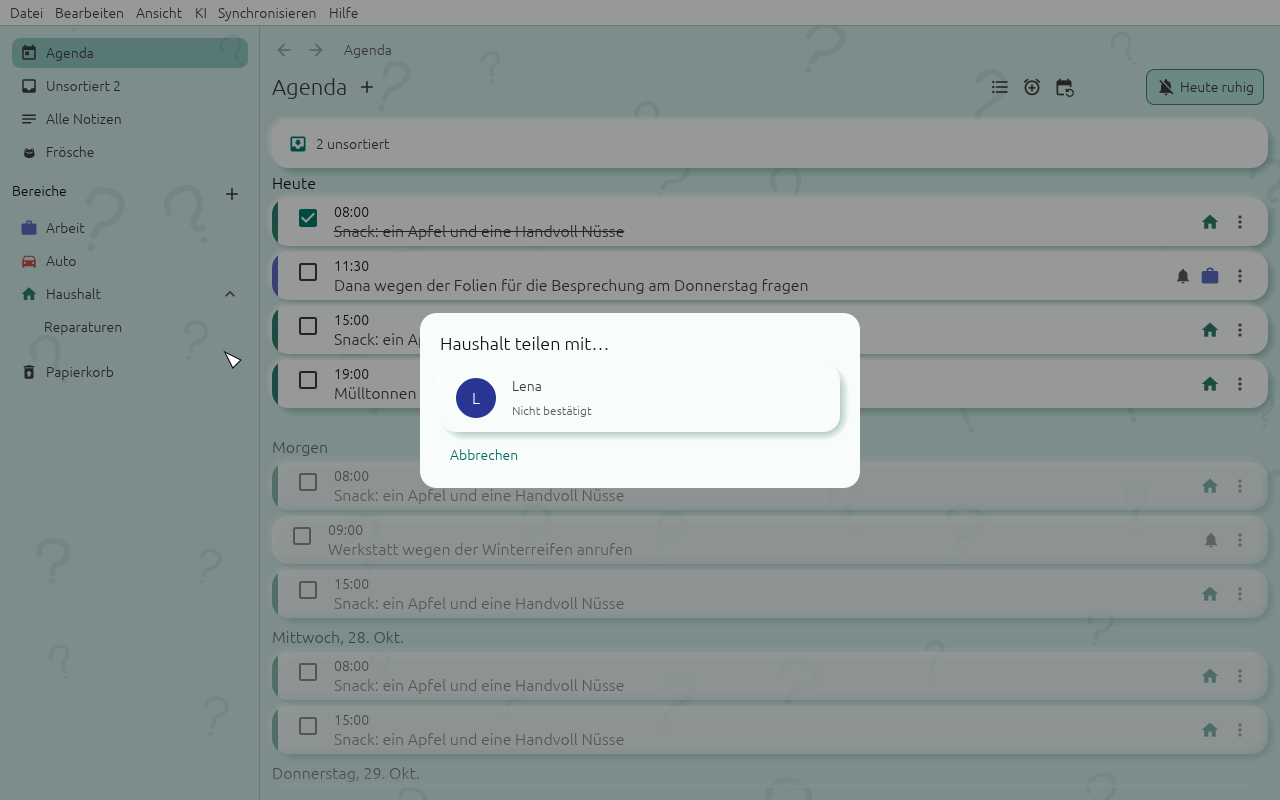 Datei Bearbeiten Ansicht KI Synchronisieren Hilfe
Agenda
Unsortiert 2
Alle Notizen
Frösche
Bereiche
Arbeit
Auto
Haushalt
Reparaturen
Papierkorb
Agenda
Agenda
Heute ruhig
2 unsortiert
Heute
08:00
Snack: ein Apfel und eine Handvoll Nüsse
11:30
Dana wegen der Folien für die Besprechung am Donnerstag fragen
15:00
Snack: ein
19:00
Mülltonnen
Haushalt teilen mit...
L
Lena
Nicht bestätigt
Abbrechen
Morgen
08:00
Snack: ein Apfel und eine Handvoll Nüsse
09:00
Werkstatt wegen der Winterreifen anrufen
15:00
Snack: ein Apfel und eine Handvoll Nüsse
Mittwoch, 28. Okt.
08:00
Snack: ein Apfel und eine Handvoll Nüsse
15:00
Snack: ein Apfel und eine Handvoll Nüsse
Donnerstag, 29. Okt.